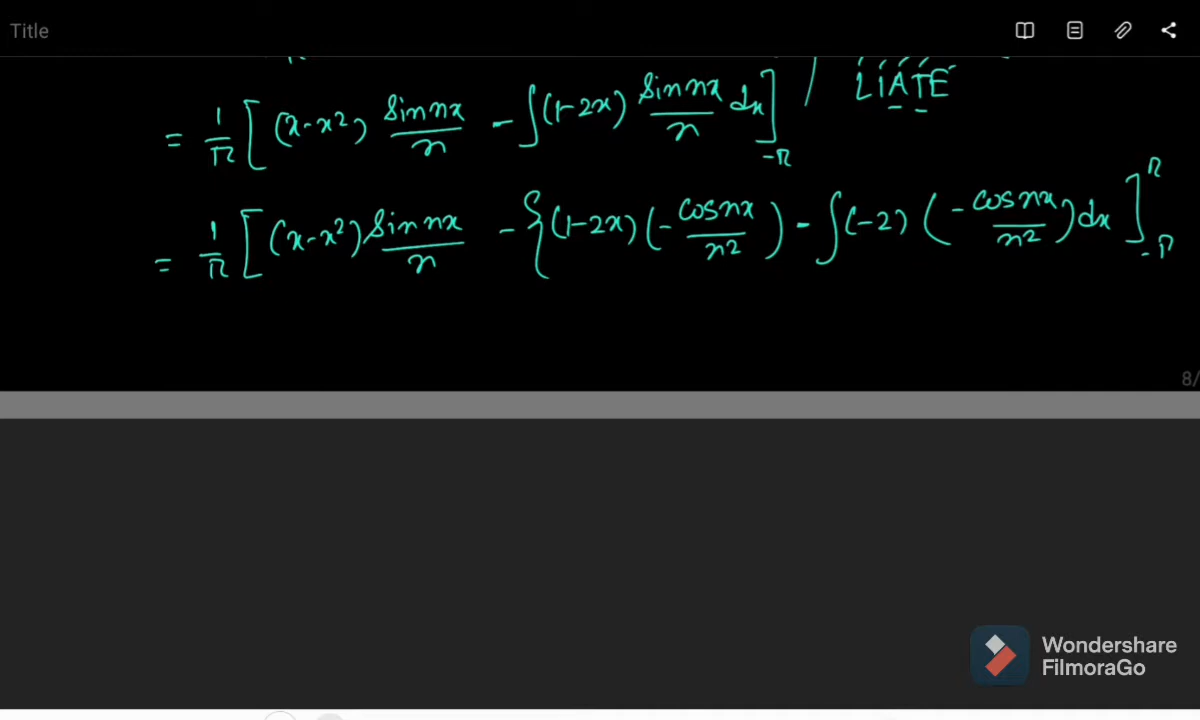 Title
= 1/π [ (x-x²) sin nx/n - ∫(1-2x) sin nx/n dx ]_-π / LIATE
= 1/π [ (x-x²) sin nx/n - { (1-2x) (- cos nx/n²) - ∫(-2) (- cos nx/n²) dx ]_-π^π
8/
Wondershare
FilmoraGo